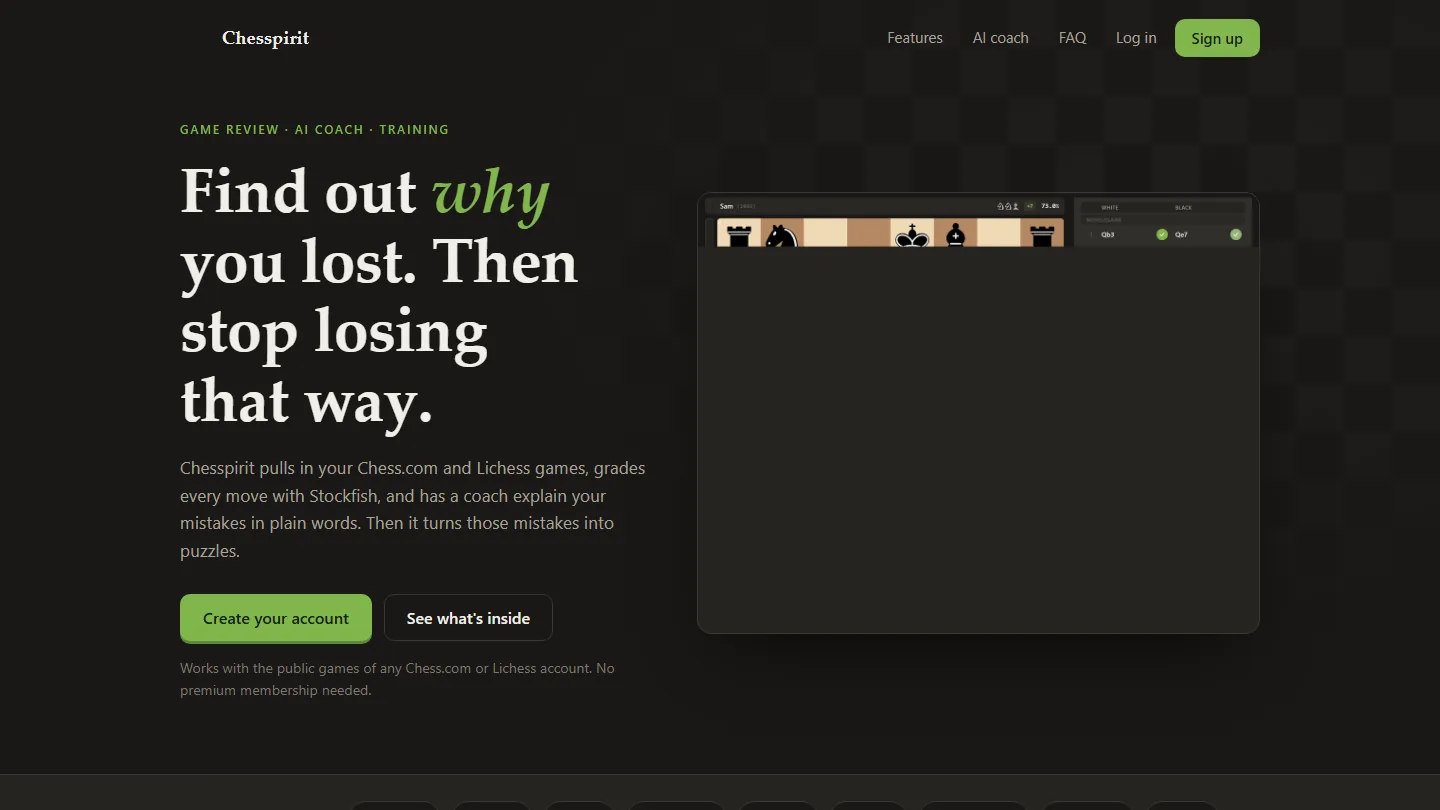 Chesspirit
Features
AI coach
FAQ
Log in
Sign up
GAME REVIEW · AI COACH · TRAINING
Find out why
you lost. Then
stop losing
that way.
Chesspirit pulls in your Chess.com and Lichess games, grades
every move with Stockfish, and has a coach explain your
mistakes in plain words. Then it turns those mistakes into
puzzles.
Create your account
See what's inside
Works with the public games of any Chess.com or Lichess account. No
premium membership needed.
Sam
+7
73.0s
WHITE
BLACK
1
Qb3
Qe7